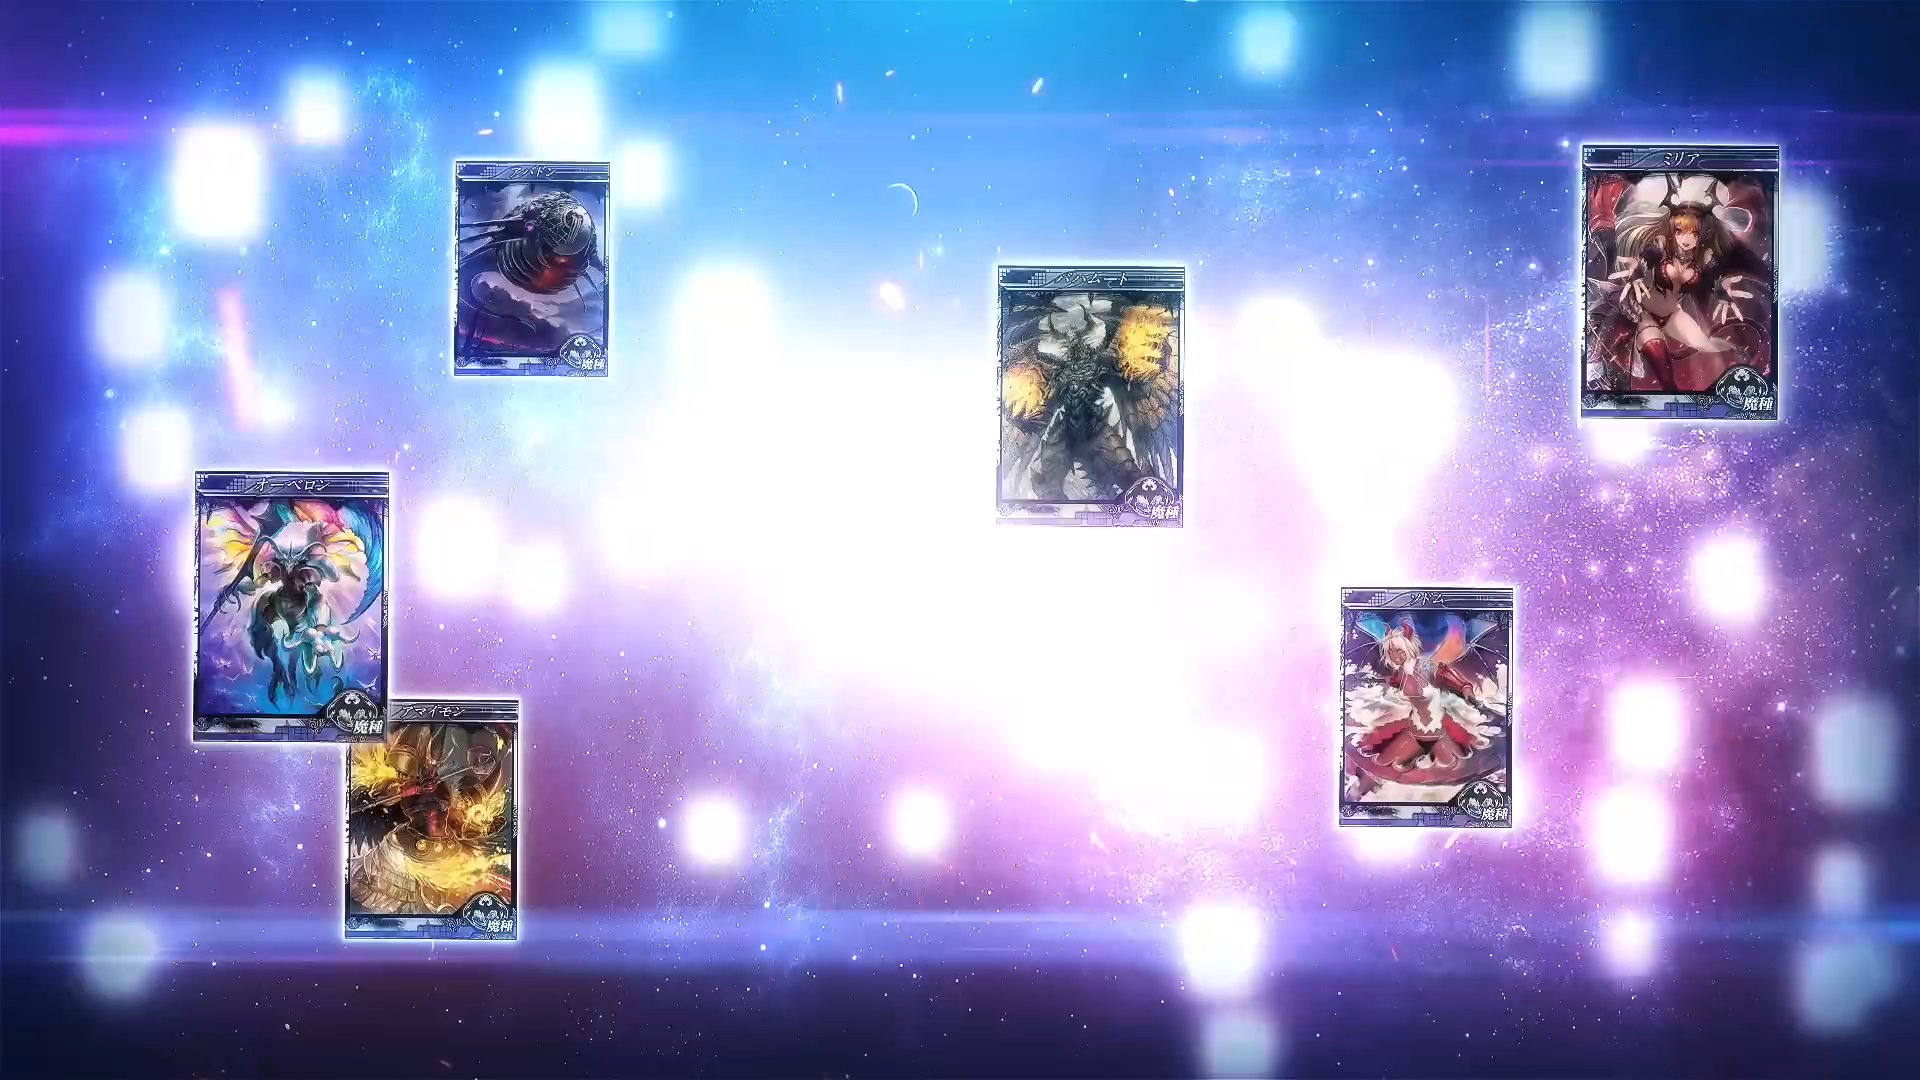 アバドン
魔種
ミリア
魔種
バハムート
魔種
オーベロン
魔種
ソドム
魔種
アマイモン
魔種